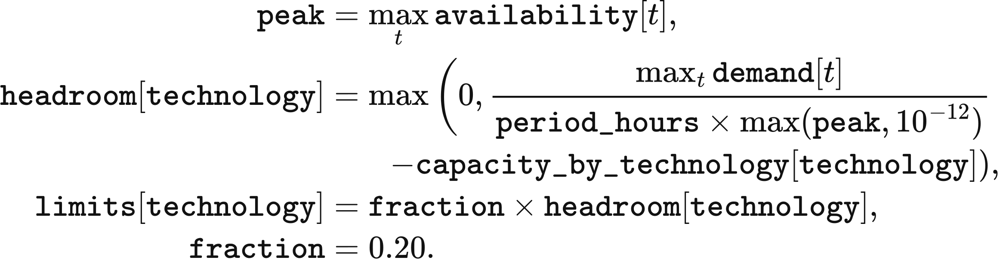 peak = max_t availability[t],
headroom[technology] = max (0, max_t demand[t] / period_hours × max(peak, 10^−12)
−capacity_by_technology[technology]),
limits[technology] = fraction × headroom[technology],
fraction = 0.20.